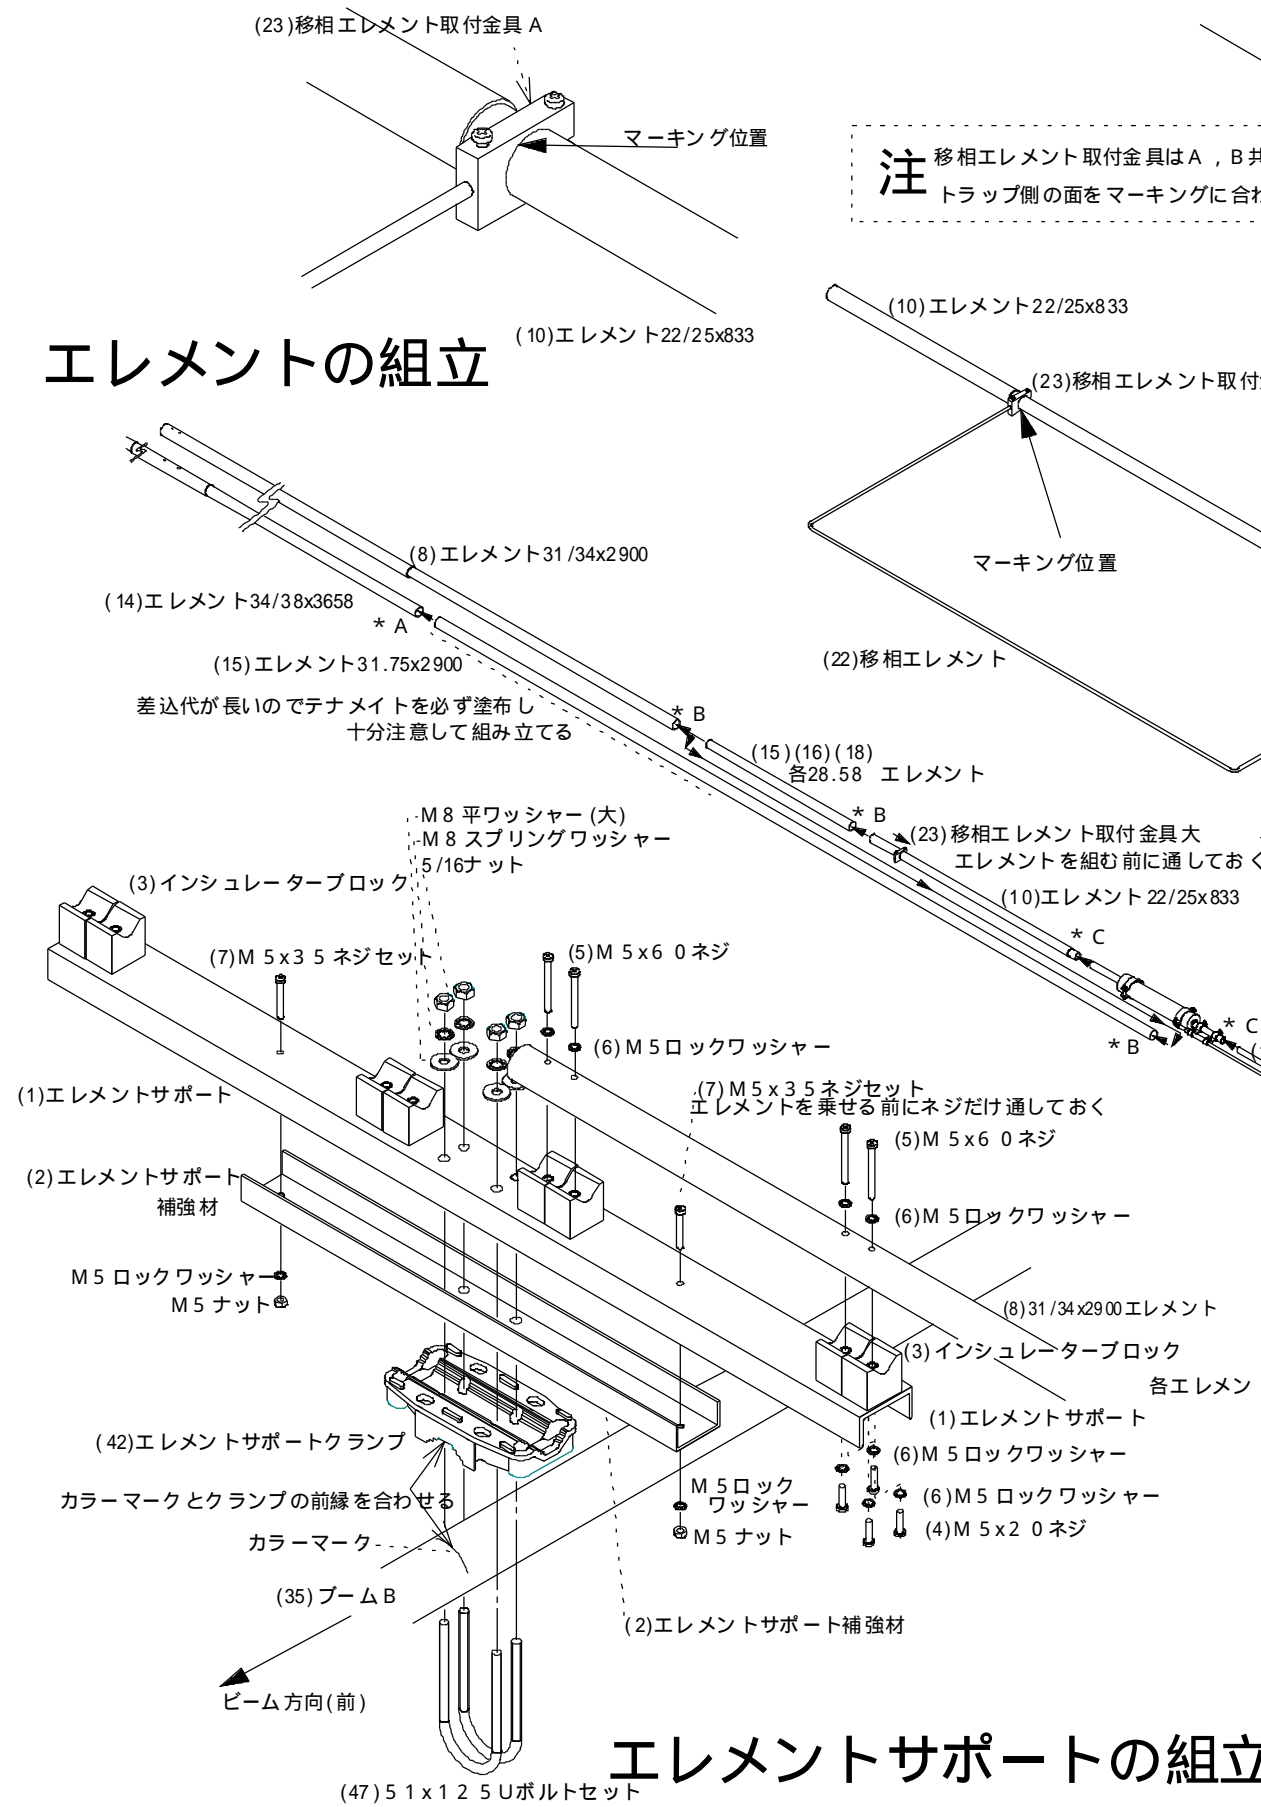 (23)移相エレメント取付金具A
マーキング位置
注
移相エレメント取付金具はA，B共
トラップ側の面をマーキングに合わ
(10)エレメント22/25x833
エレメントの組立
(10)エレメント22/25x833
(23)移相エレメント取付
マーキング位置
(22)移相エレメント
(8)エレメント31/34x2900
(14)エレメント34/38x3658
* A
(15)エレメント31.75x2900
差込代が長いのでテナメイトを必ず塗布し
十分注意して組み立てる
* B
(15)(16)(18)
各28.58 エレメント
* B
(23)移相エレメント取付金具大
エレメントを組む前に通しておく
(10)エレメント22/25x833
* C
* C
* B
M8平ワッシャー(大)
M8スプリングワッシャー
5/16ナット
(3)インシュレーターブロック
(7)M5x35ネジセット
(5)M5x60ネジ
(6)M5ロックワッシャー
(1)エレメントサポート
(7)M5x35ネジセット
エレメントを乗せる前にネジだけ通しておく
(5)M5x60ネジ
(2)エレメントサポート
補強材
(6)M5ロックワッシャー
M5ロックワッシャー
M5ナット
(8)31/34x2900エレメント
(3)インシュレーターブロック
各エレメン
(1)エレメントサポート
(42)エレメントサポートクランプ
(6)M5ロックワッシャー
カラーマークとクランプの前縁を合わせる
M5ロック
ワッシャー
(6)M5ロックワッシャー
(4)M5x20ネジ
M5ナット
カラーマーク
(35)ブームB
(2)エレメントサポート補強材
ビーム方向(前)
エレメントサポートの組立
(47)51x125Uボルトセット